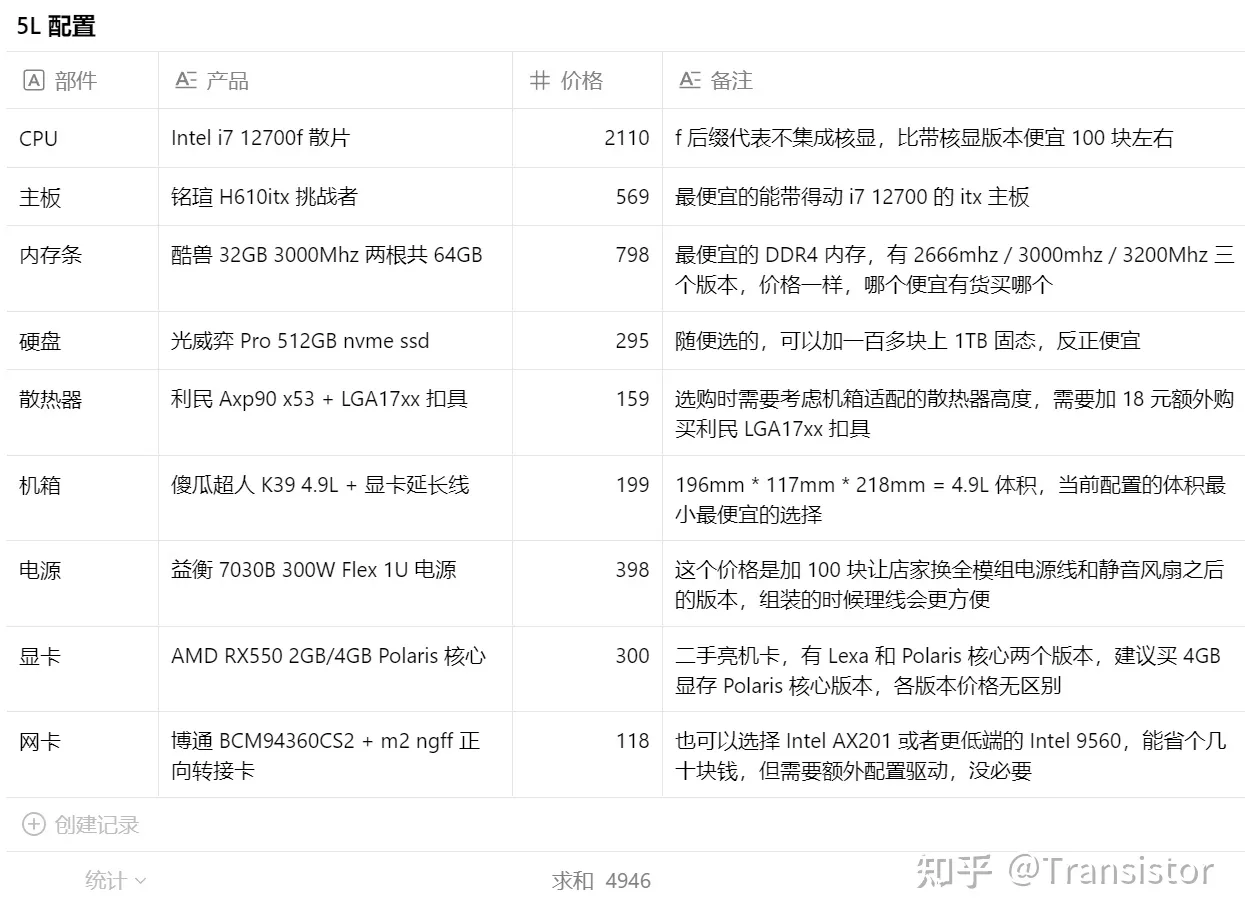 5L 配置
部件 产品 价格 备注
CPU Intel i7 12700f 散片 2110 f 后缀代表不集成核显，比带核显版本便宜 100 块左右
主板 铭瑄 H610itx 挑战者 569 最便宜的能带得动 i7 12700 的 itx 主板
内存条 酷兽 32GB 3000Mhz 两根共 64GB 798 最便宜的 DDR4 内存，有 2666mhz / 3000mhz / 3200Mhz 三
个版本，价格一样，哪个便宜有货买哪个
硬盘 光威弈 Pro 512GB nvme ssd 295 随便选的，可以加一百多块上 1TB 固态，反正便宜
散热器 利民 Axp90 x53 + LGA17xx 扣具 159 选购时需要考虑机箱适配的散热器高度，需要加 18 元额外购
买利民 LGA17xx 扣具
机箱 傻瓜超人 K39 4.9L + 显卡延长线 199 196mm * 117mm * 218mm = 4.9L 体积，当前配置的体积最
小最便宜的选择
电源 益衡 7030B 300W Flex 1U 电源 398 这个价格是加 100 块让店家换全模组电源线和静音风扇之后
的版本，组装的时候理线会更方便
显卡 AMD RX550 2GB/4GB Polaris 核心 300 二手亮机卡，有 Lexa 和 Polaris 核心两个版本，建议买 4GB
显存 Polaris 核心版本，各版本价格无区别
网卡 博通 BCM94360CS2 + m2 ngff 正 118 也可以选择 Intel AX201 或者更低端的 Intel 9560，能省个几
向转接卡 十块钱，但需要额外配置驱动，没必要
创建记录
统计 求和 4946
知乎 @Transistor